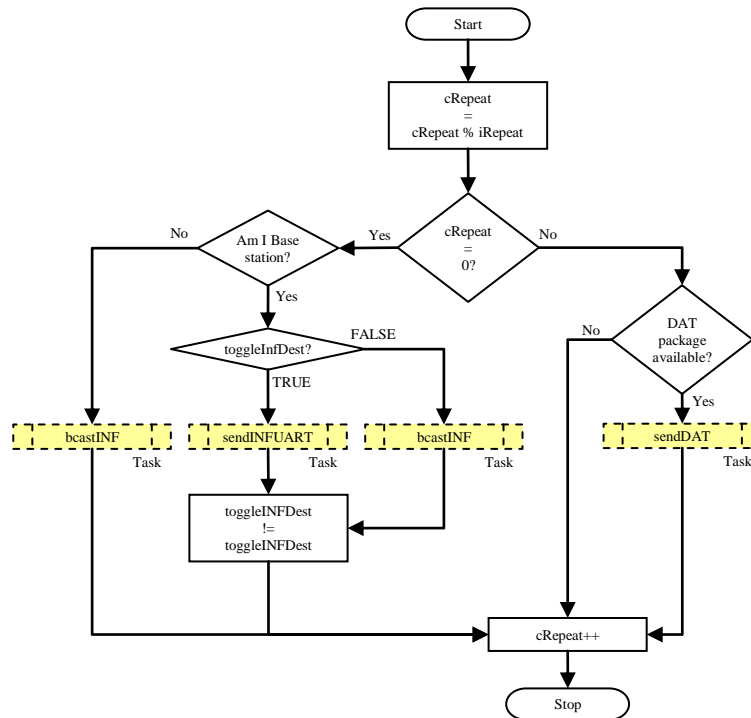 Start
cRepeat
=
cRepeat % iRepeat
cRepeat
=
0?
Yes
No
Am I Base
station?
No
Yes
DAT
package
available?
No
Yes
toggleInfDest?
FALSE
TRUE
bcastINF
Task
sendINFUART
Task
bcastINF
Task
sendDAT
Task
toggleINFDest
!=
toggleINFDest
cRepeat++
Stop